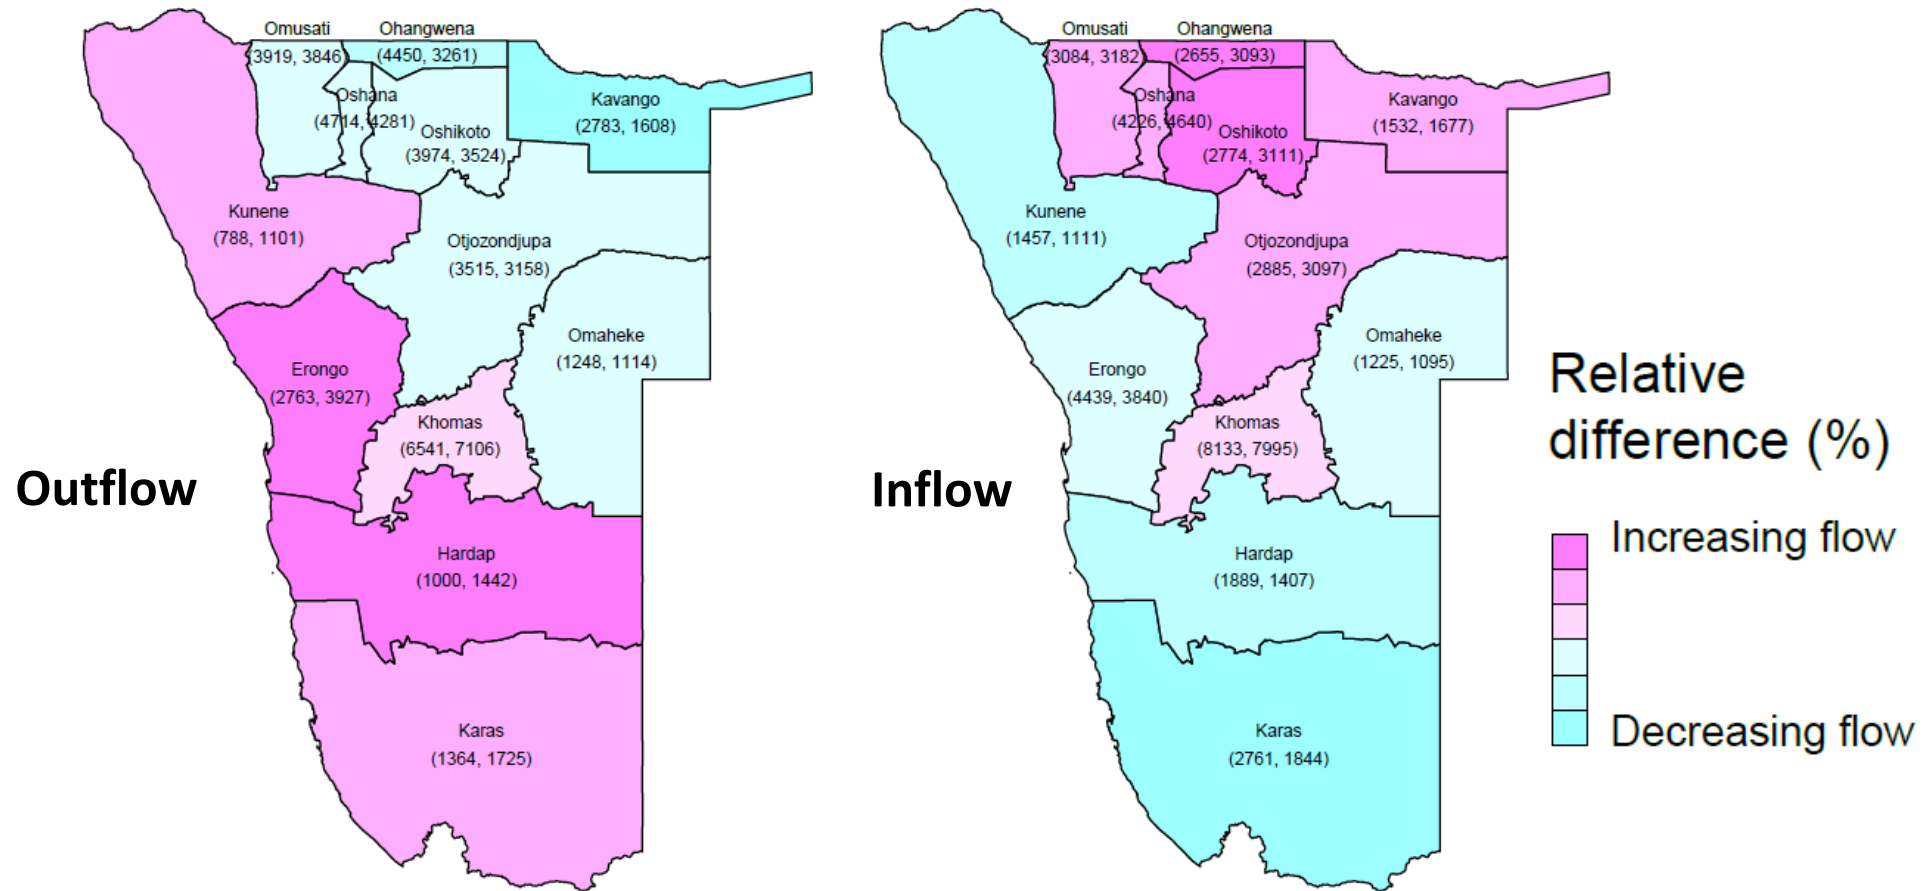 Omusati
(3919, 3846)
Ohangwena
(4450, 3261)
Oshana
(4714, 4281)
Oshikoto
(3974, 3524)
Kavango
(2783, 1608)
Kunene
(788, 1101)
Otjozondjupa
(3515, 3158)
Omaheke
(1248, 1114)
Erongo
(2763, 3927)
Khomas
(6541, 7106)
Outflow
Hardap
(1000, 1442)
Karas
(1364, 1725)
Omusati
(3084, 3182)
Ohangwena
(2655, 3093)
Oshana
(4226, 4640)
Oshikoto
(2774, 3111)
Kavango
(1532, 1677)
Kunene
(1457, 1111)
Otjozondjupa
(2885, 3097)
Omaheke
(1225, 1095)
Erongo
(4439, 3840)
Khomas
(8133, 7995)
Inflow
Hardap
(1889, 1407)
Karas
(2761, 1844)
Relative
difference (%)
Increasing flow
Decreasing flow